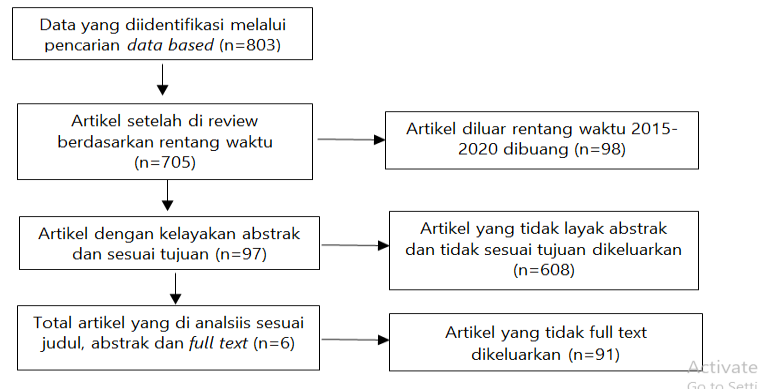 Data yang diidentifikasi melalui
pencarian data based (n=803)
Artikel setelah di review
berdasarkan rentang waktu
(n=705)
Artikel diluar rentang waktu 2015-
2020 dibuang (n=98)
Artikel dengan kelayakan abstrak
dan sesuai tujuan (n=97)
Artikel yang tidak layak abstrak
dan tidak sesuai tujuan dikeluarkan
(n=608)
Total artikel yang di analsiis sesuai
judul, abstrak dan full text (n=6)
Artikel yang tidak full text
dikeluarkan (n=91)
Activate
Go to Setti